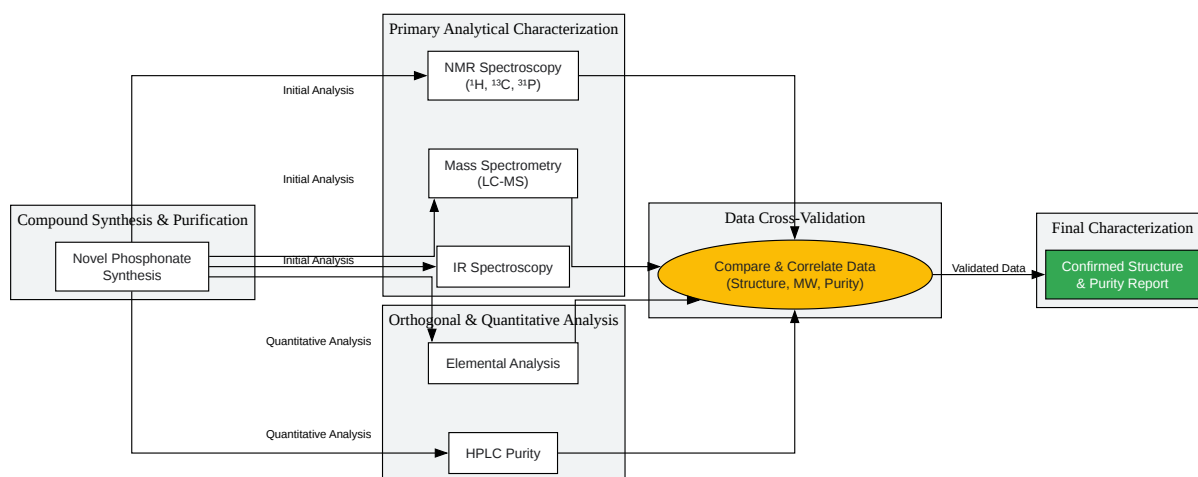 Primary Analytical Characterization
NMR Spectroscopy
(¹H, ¹³C, ³¹P)
Initial Analysis
Mass Spectrometry
(LC-MS)
Initial Analysis
Compound Synthesis & Purification
Novel Phosphonate
Synthesis
Initial Analysis
IR Spectroscopy
Data Cross-Validation
Compare & Correlate Data
(Structure, MW, Purity)
Validated Data
Final Characterization
Confirmed Structure
& Purity Report
Orthogonal & Quantitative Analysis
Quantitative Analysis
Elemental Analysis
Quantitative Analysis
HPLC Purity